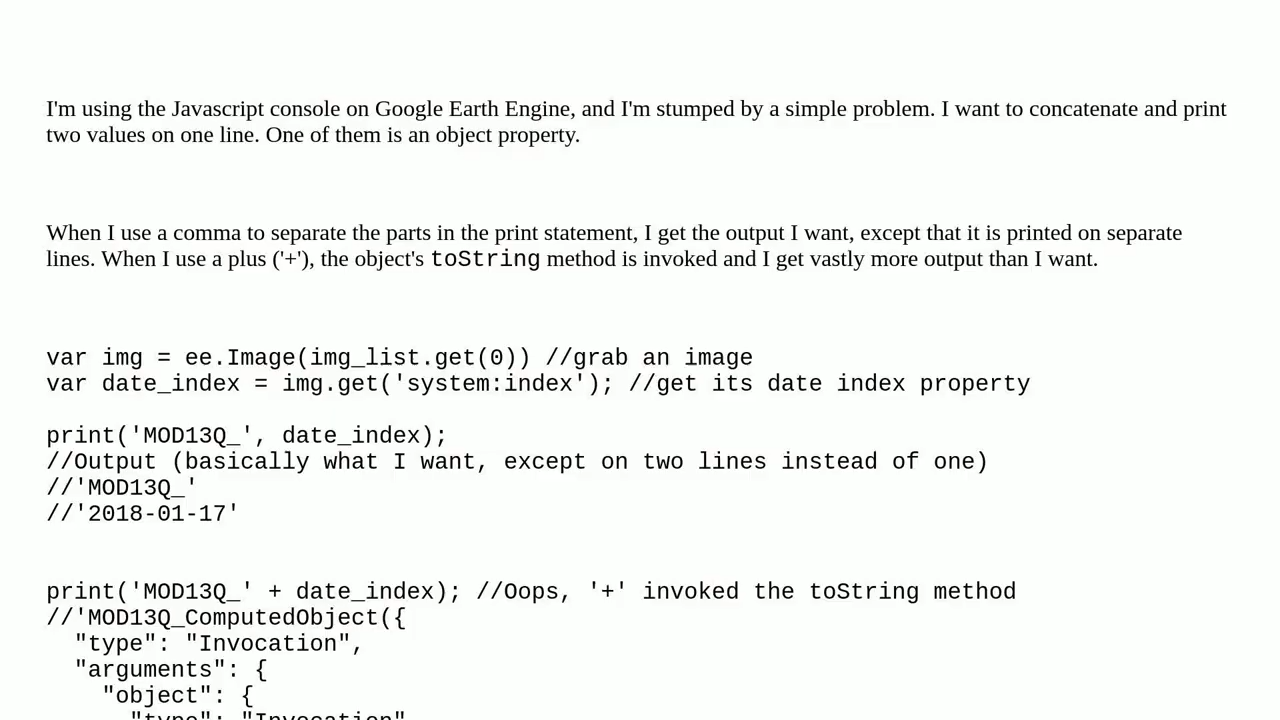 I'm using the Javascript console on Google Earth Engine, and I'm stumped by a simple problem. I want to concatenate and print
two values on one line. One of them is an object property.
When I use a comma to separate the parts in the print statement, I get the output I want, except that it is printed on separate
lines. When I use a plus ('+'), the object's toString method is invoked and I get vastly more output than I want.
var img = ee.Image(img_list.get(0)) //grab an image
var date_index = img.get('system:index'); //get its date index property
print('MOD13Q_', date_index);
//Output (basically what I want, except on two lines instead of one)
//'MOD13Q_'
//'2018-01-17'
print('MOD13Q_' + date_index); //Oops, '+' invoked the toString method
//'MOD13Q_ComputedObject({
  "type": "Invocation",
  "arguments": {
    "object": {
      "type": "Invocation"